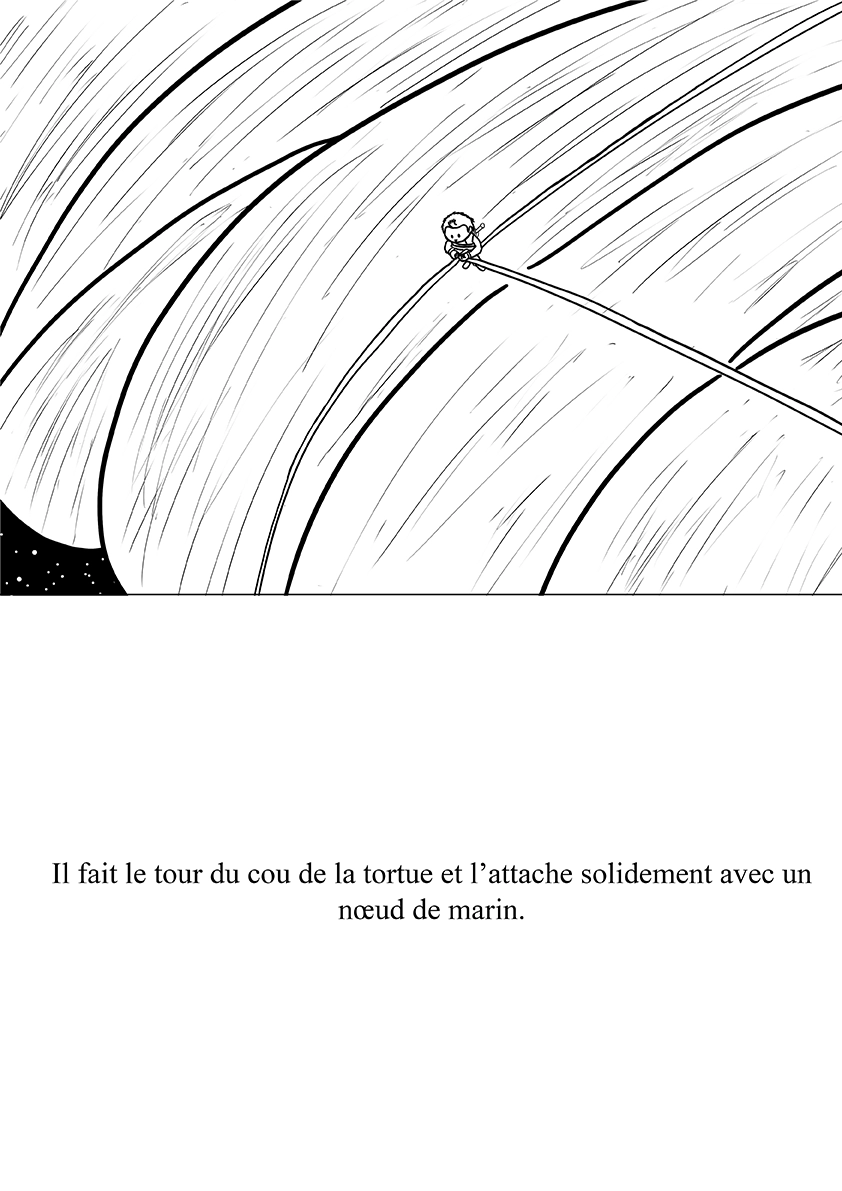 Il fait le tour du cou de la tortue et l’attache solidement avec un
nœud de marin.